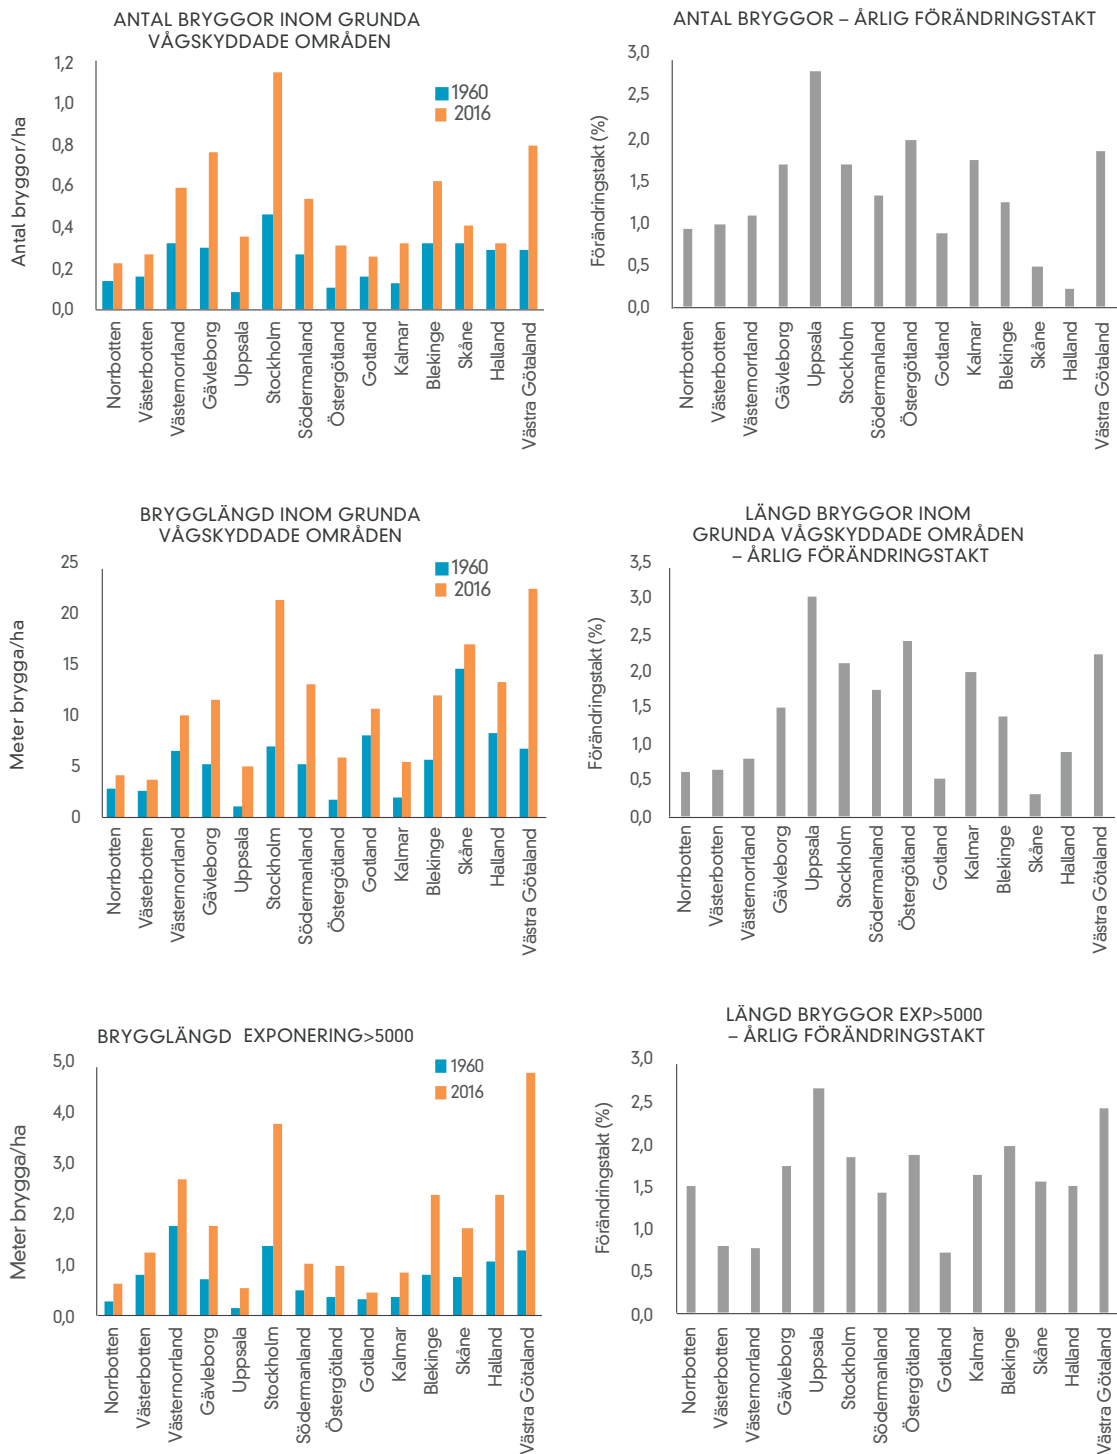 ANTAL BRYGGOR INOM GRUNDA
VÅGSKYDDADE OMRÅDEN
1,2
1,0
0,8
0,6
0,4
0,2
0,0
Antal bryggor/ha
1960
2016
Norrbotten
Västerbotten
Västernorrland
Gävleborg
Uppsala
Stockholm
Södermanland
Östergötland
Gotland
Kalmar
Blekinge
Skåne
Halland
Västra Götaland
ANTAL BRYGGOR – ÅRLIG FÖRÄNDRINGSTAKT
3,0
2,5
2,0
1,5
1,0
0,5
0,0
Förändringstakt (%)
Norrbotten
Västerbotten
Västernorrland
Gävleborg
Uppsala
Stockholm
Södermanland
Östergötland
Gotland
Kalmar
Blekinge
Skåne
Halland
Västra Götaland
BRYGGLÄNGD INOM GRUNDA
VÅGSKYDDADE OMRÅDEN
25
20
15
10
5
0
Meter brygga/ha
1960
2016
Norrbotten
Västerbotten
Västernorrland
Gävleborg
Uppsala
Stockholm
Södermanland
Östergötland
Gotland
Kalmar
Blekinge
Skåne
Halland
Västra Götaland
LÄNGD BRYGGOR INOM
GRUNDA VÅGSKYDDADE OMRÅDEN
– ÅRLIG FÖRÄNDRINGSTAKT
3,5
3,0
2,5
2,0
1,5
1,0
0,5
0,0
Förändringstakt (%)
Norrbotten
Västerbotten
Västernorrland
Gävleborg
Uppsala
Stockholm
Södermanland
Östergötland
Gotland
Kalmar
Blekinge
Skåne
Halland
Västra Götaland
BRYGGLÄNGD EXPONERING>5000
5,0
4,0
3,0
2,0
1,0
0,0
Meter brygga/ha
1960
2016
Norrbotten
Västerbotten
Västernorrland
Gävleborg
Uppsala
Stockholm
Södermanland
Östergötland
Gotland
Kalmar
Blekinge
Skåne
Halland
Västra Götaland
LÄNGD BRYGGOR EXP>5000
– ÅRLIG FÖRÄNDRINGSTAKT
3,0
2,5
2,0
1,5
1,0
0,5
0,0
Förändringstakt (%)
Norrbotten
Västerbotten
Västernorrland
Gävleborg
Uppsala
Stockholm
Södermanland
Östergötland
Gotland
Kalmar
Blekinge
Skåne
Halland
Västra Götaland